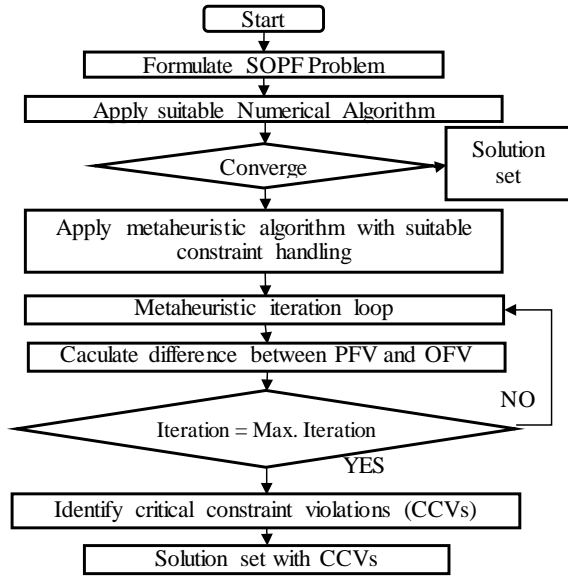 Start
Formulate SOPF Problem
Apply suitable Numerical Algorithm
Converge
Solution
set
Apply metaheuristic algorithm with suitable
constraint handling
Metaheuristic iteration loop
Caculate difference between PFV and OFV
NO
Iteration = Max. Iteration
YES
Identify critical constraint violations (CCVs)
Solution set with CCVs